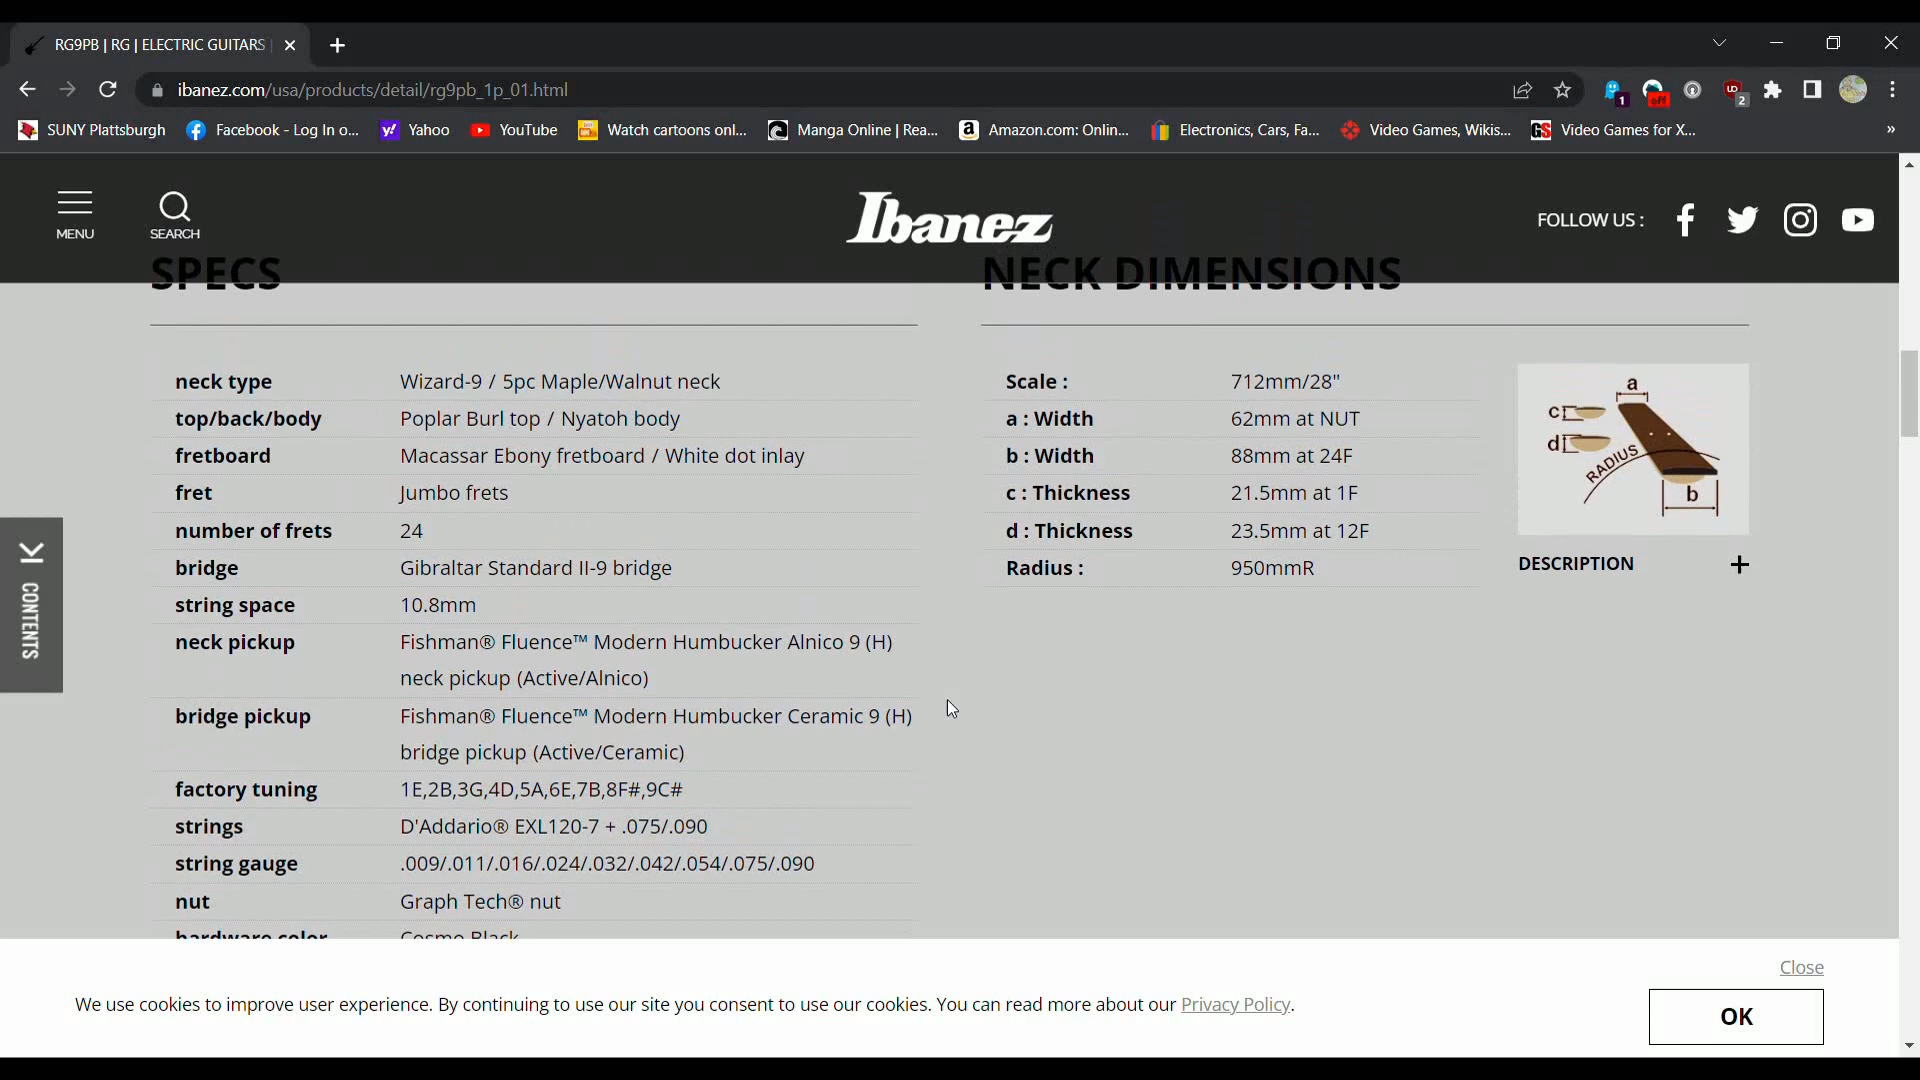 RG9PB | RG | ELECTRIC GUITARS |
ibanez.com/usa/products/detail/rg9pb_1p_01.html
1
off
2
SUNY Plattsburgh
Facebook - Log In o...
Yahoo
YouTube
Watch cartoons onl...
Manga Online | Rea...
Amazon.com: Onlin...
Electronics, Cars, Fa...
Video Games, Wikis...
Video Games for X...
MENU
SEARCH
Ibanez
FOLLOW US :
SPECS
neck type Wizard-9 / 5pc Maple/Walnut neck
top/back/body Poplar Burl top / Nyatoh body
fretboard Macassar Ebony fretboard / White dot inlay
fret Jumbo frets
number of frets 24
bridge Gibraltar Standard II-9 bridge
string space 10.8mm
neck pickup Fishman® Fluence™ Modern Humbucker Alnico 9 (H)
neck pickup (Active/Alnico)
bridge pickup Fishman® Fluence™ Modern Humbucker Ceramic 9 (H)
bridge pickup (Active/Ceramic)
factory tuning 1E,2B,3G,4D,5A,6E,7B,8F#,9C#
strings D'Addario® EXL120-7 + .075/.090
string gauge .009/.011/.016/.024/.032/.042/.054/.075/.090
nut Graph Tech® nut
hardware color Cosmo Black
NECK DIMENSIONS
Scale : 712mm/28"
a : Width 62mm at NUT
b : Width 88mm at 24F
c : Thickness 21.5mm at 1F
d : Thickness 23.5mm at 12F
Radius : 950mmR
a
c
d
RADIUS
b
DESCRIPTION +
CONTENTS
Close
We use cookies to improve user experience. By continuing to use our site you consent to use our cookies. You can read more about our Privacy Policy.
OK